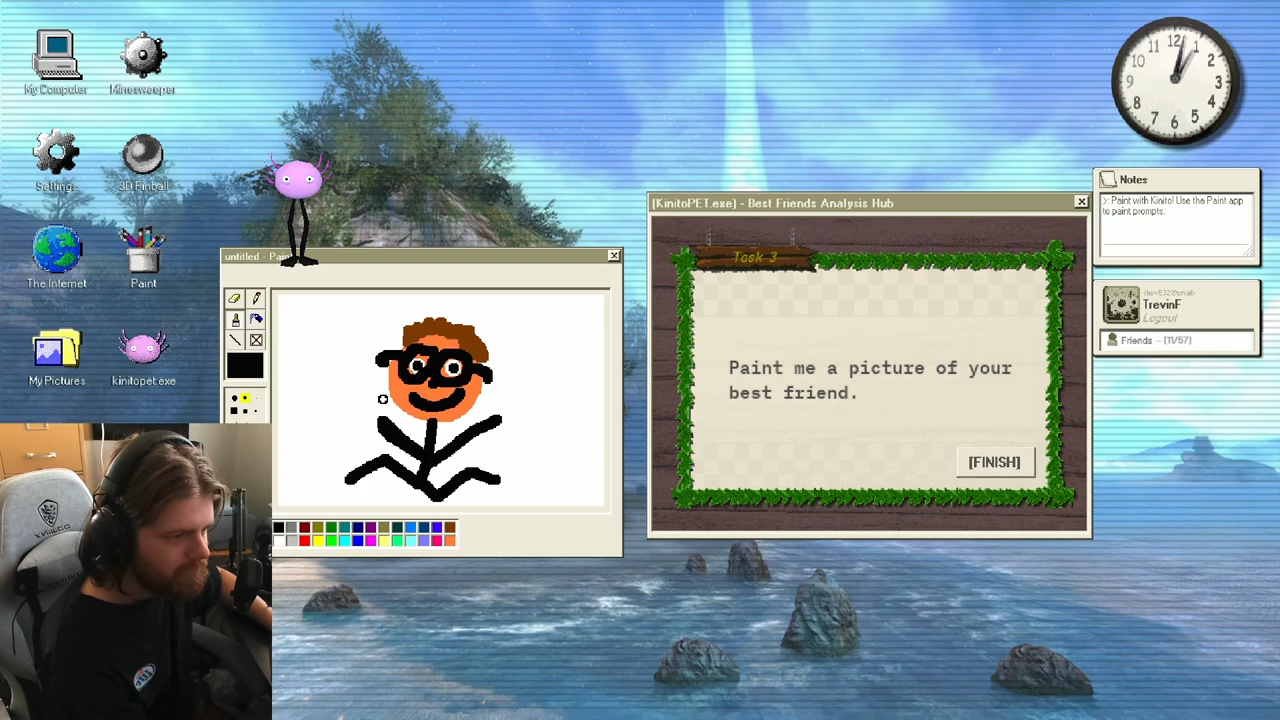 My Computer
Minesweeper
Settings
3D Pinball
The Internet
Paint
My Pictures
kinitopet.exe
untitled - Pai
[KinitoPET.exe] - Best Friends Analysis Hub
Task 3
Paint me a picture of your
best friend.
[FINISH]
12
1
2
3
4
5
6
7
8
9
10
11
Notes
>: Paint with Kinito! Use the Paint app
to paint prompts.
TrevinF
Logout
Friends - (11/57)